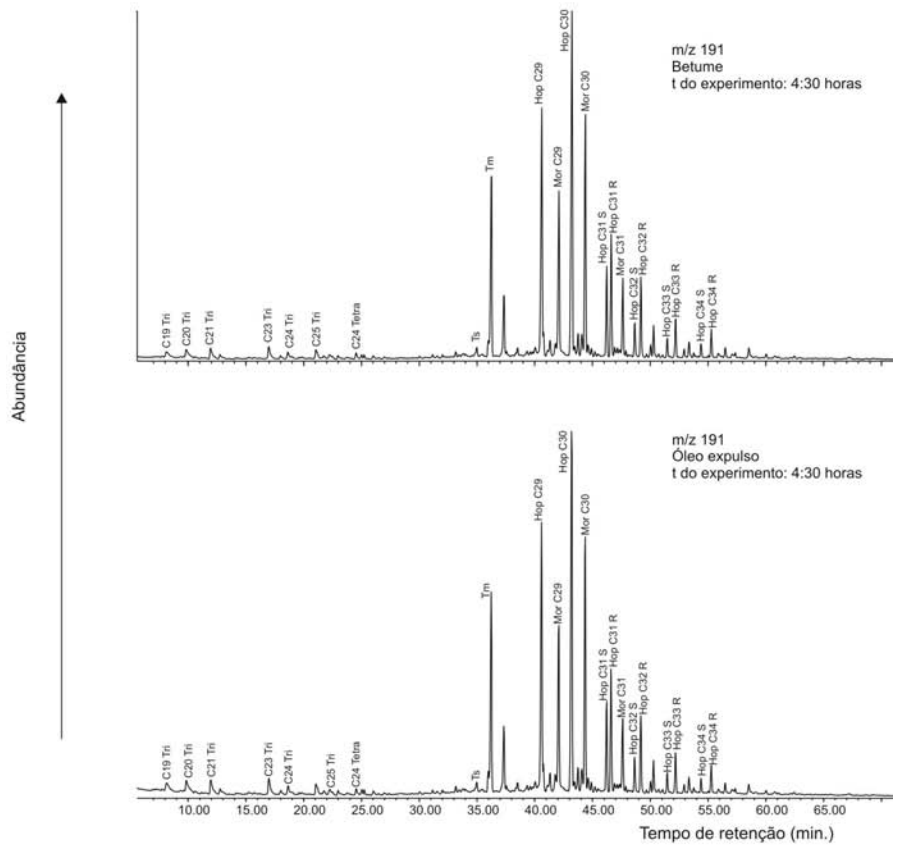 m/z 191
Betume
t do experimento: 4:30 horas
Abundância
C19 Tri
C20 Tri
C21 Tri
C23 Tri
C24 Tri
C25 Tri
C24 Tetra
Ts
Tm
Hop C29
Mor C29
Hop C30
Mor C30
Hop C31 S
Hop C31 R
Mor C31
Hop C32 S
Hop C32 R
Hop C33 S
Hop C33 R
Hop C34 S
Hop C34 R
m/z 191
Óleo expulso
t do experimento: 4:30 horas
C19 Tri
C20 Tri
C21 Tri
C23 Tri
C24 Tri
C25 Tri
C24 Tetra
Ts
Tm
Hop C29
Mor C29
Hop C30
Mor C30
Hop C31 S
Hop C31 R
Mor C31
Hop C32 S
Hop C32 R
Hop C33 S
Hop C33 R
Hop C34 S
Hop C34 R
10.00 15.00 20.00 25.00 30.00 35.00 40.00 45.00 50.00 55.00 60.00 65.00
Tempo de retenção (min.)